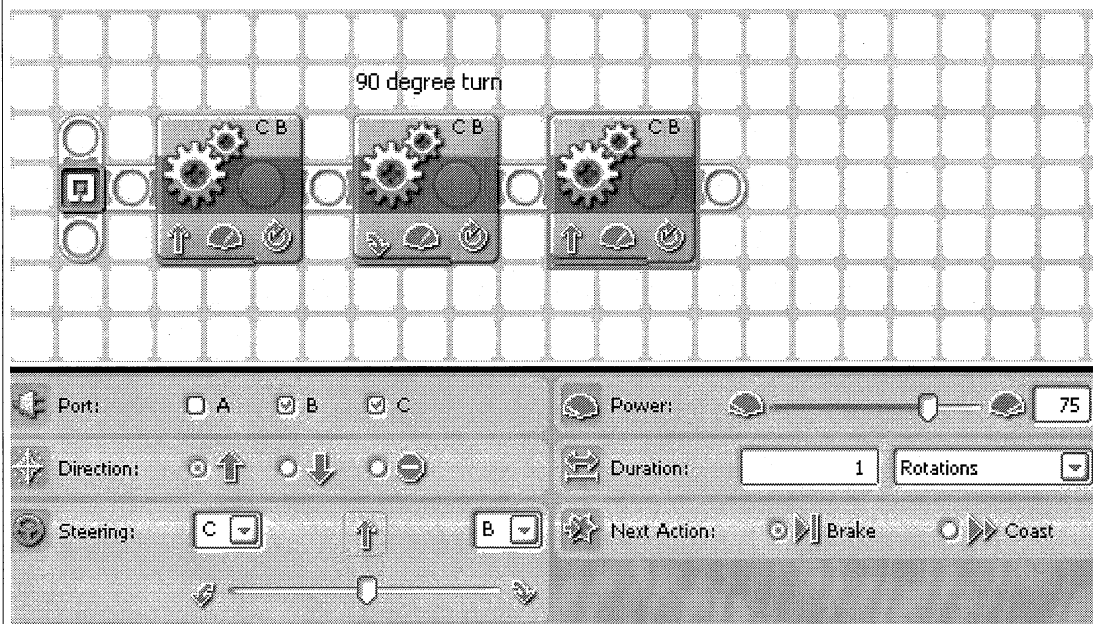 90 degree turn
C B
C B
C B
Port:
A
B
C
Power:
75
Direction:
Duration:
1
Rotations
Steering:
C
B
Next Action:
Brake
Coast